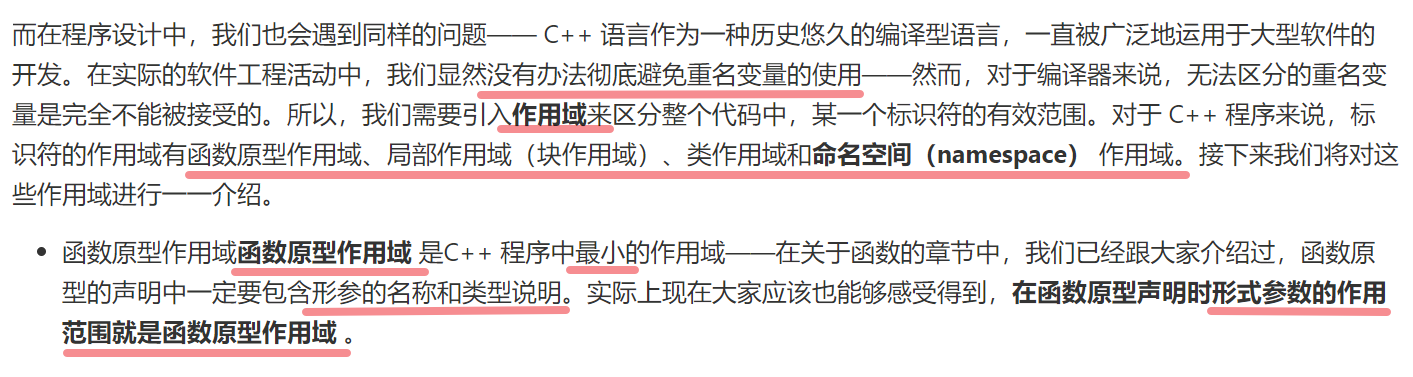 而在程序设计中，我们也会遇到同样的问题—— C++ 语言作为一种历史悠久的编译型语言，一直被广泛地运用于大型软件的
开发。在实际的软件工程活动中，我们显然没有办法彻底避免重名变量的使用——然而，对于编译器来说，无法区分的重名变
量是完全不能被接受的。所以，我们需要引入作用域来区分整个代码中，某一个标识符的有效范围。对于 C++ 程序来说，标
识符的作用域有函数原型作用域、局部作用域（块作用域）、类作用域和命名空间（namespace） 作用域。接下来我们将对这
些作用域进行一一介绍。
• 函数原型作用域函数原型作用域 是C++ 程序中最小的作用域——在关于函数的章节中，我们已经跟大家介绍过，函数原
型的声明中一定要包含形参的名称和类型说明。实际上现在大家应该也能够感受得到，在函数原型声明时形式参数的作用
范围就是函数原型作用域 。